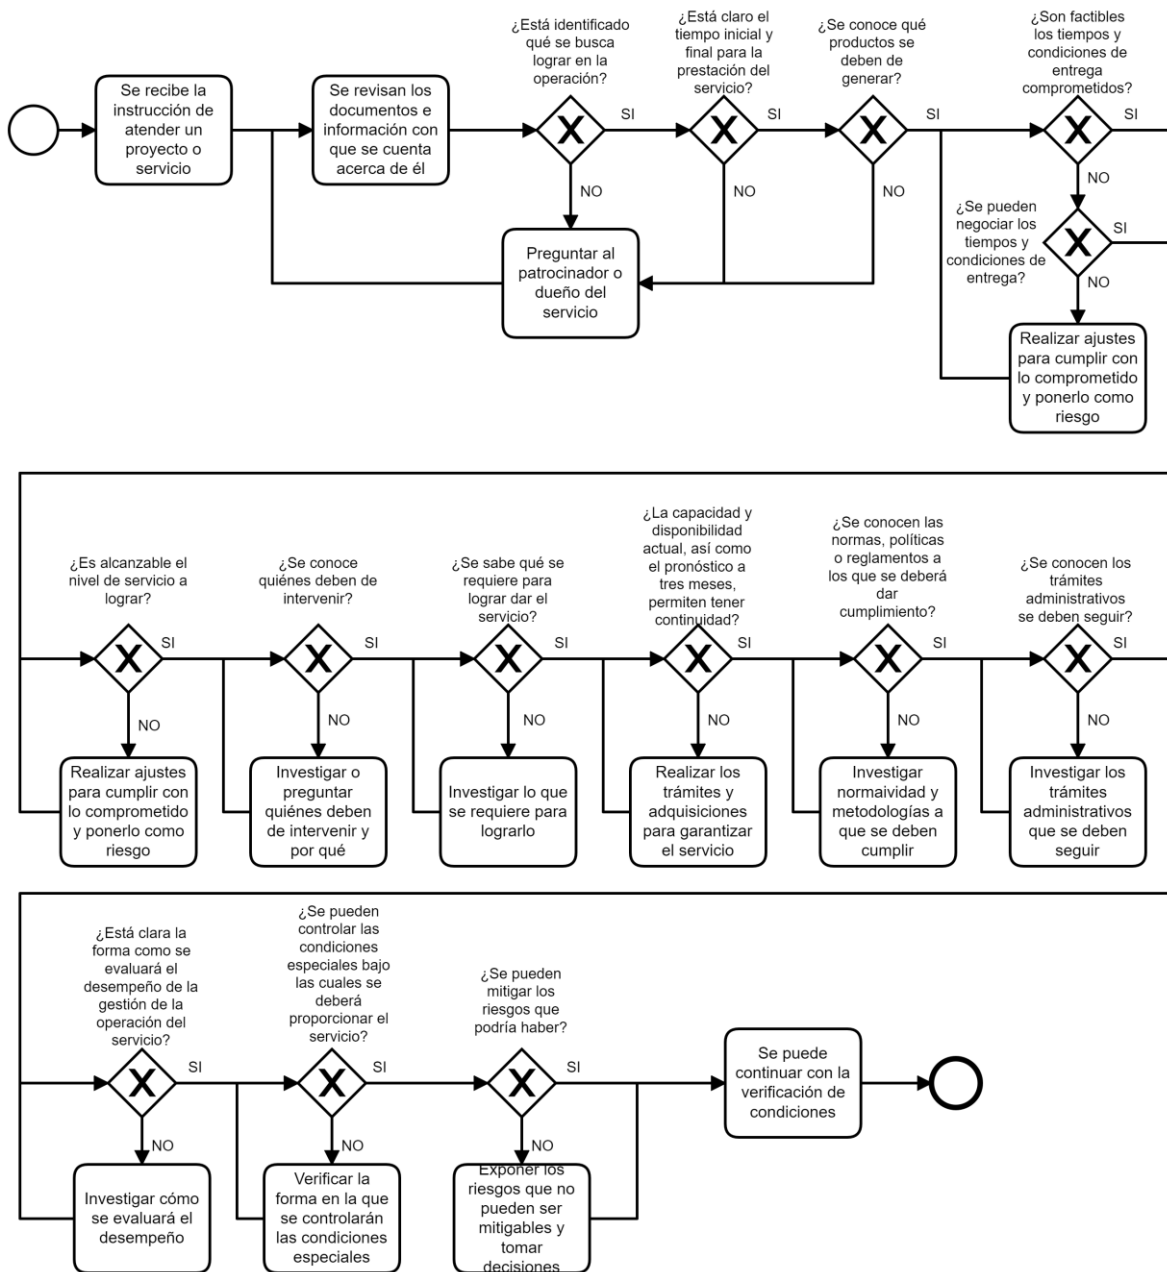 ¿Está identificado
qué se busca
lograr en la
operación?
¿Está claro el
tiempo inicial y
final para la
prestación del
servicio?
¿Se conoce qué
productos se
deben de
generar?
¿Son factibles
los tiempos y
condiciones de
entrega
comprometidos?
Se recibe la
instrucción de
atender un
proyecto o
servicio
Se revisan los
documentos e
información con
que se cuenta
acerca de él
X
SI
X
SI
X
SI
X
SI
NO
NO
NO
NO
Preguntar al
patrocinador o
dueño del
servicio
¿Se pueden
negociar los
tiempos y
condiciones de
entrega?
X
SI
NO
Realizar ajustes
para cumplir con
lo comprometido
y ponerlo como
riesgo
¿Es alcanzable el
nivel de servicio a
lograr?
¿Se conoce
quiénes deben de
intervenir?
¿Se sabe qué se
requiere para
lograr dar el
servicio?
¿La capacidad y
disponibilidad
actual, así como
el pronóstico a
tres meses,
permiten tener
continuidad?
¿Se conocen las
normas, políticas
o reglamentos a
los que se deberá
dar
cumplimiento?
¿Se conocen los
trámites
administrativos
se deben seguir?
X
SI
X
SI
X
SI
X
SI
X
SI
X
SI
NO
NO
NO
NO
NO
NO
Realizar ajustes
para cumplir con
lo comprometido
y ponerlo como
riesgo
Investigar o
preguntar
quiénes deben
de intervenir y
por qué
Investigar lo que
se requiere para
lograrlo
Realizar los
trámites y
adquisiciones
para garantizar
el servicio
Investigar
normaividad y
metodologías a
que se deben
cumplir
Investigar los
trámites
administrativos
que se deben
seguir
¿Está clara la
forma como se
evaluará el
desempeño de la
gestión de la
operación del
servicio?
¿Se pueden
controlar las
condiciones
especiales bajo
las cuales se
deberá
proporcionar el
servicio?
¿Se pueden
mitigar los
riesgos que
podría haber?
X
SI
X
SI
X
SI
Se puede
continuar con la
verificación de
condiciones
NO
NO
NO
Investigar cómo
se evaluará el
desempeño
Verificar la
forma en la que
se controlarán
las condiciones
especiales
Exponer los
riesgos que no
pueden ser
mitigables y
tomar
decisiones